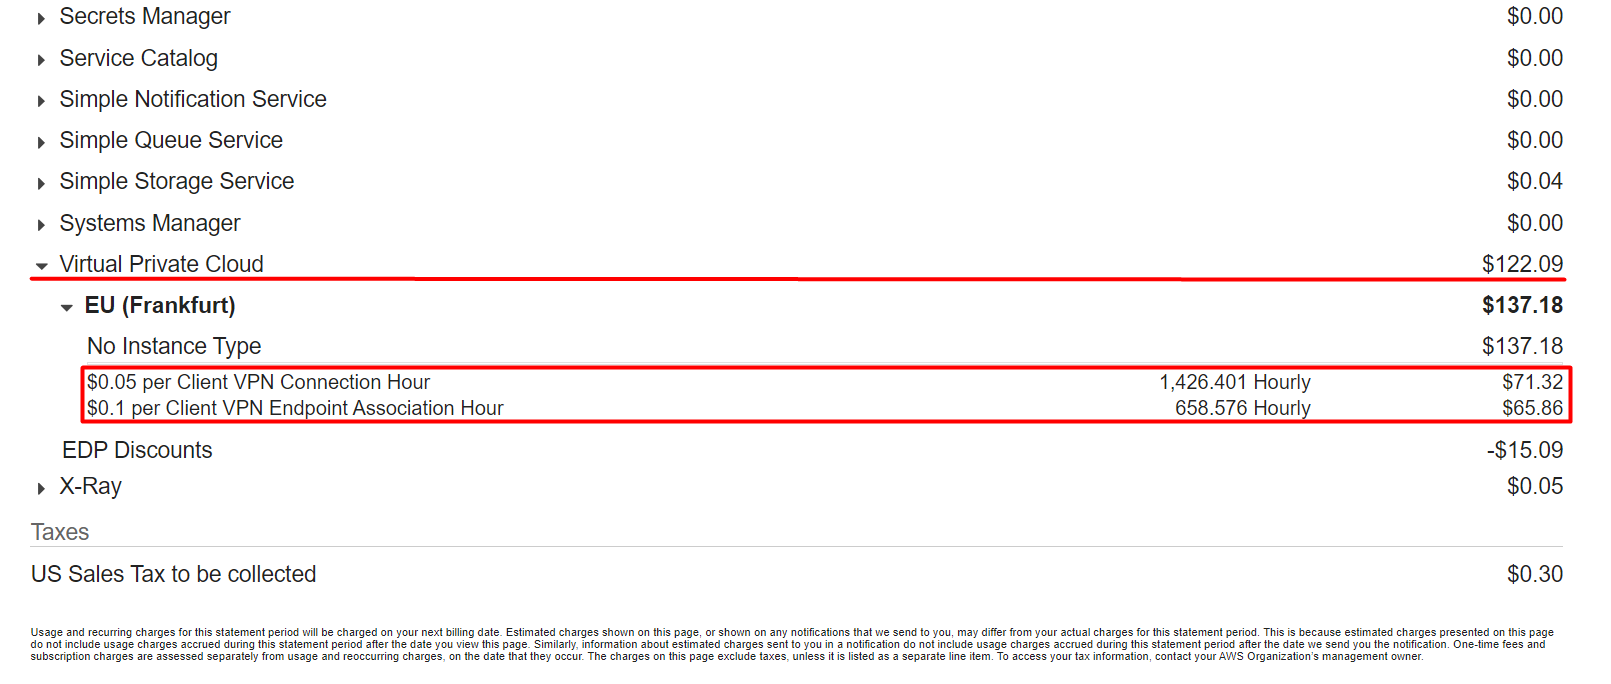 Secrets Manager $0.00
Service Catalog $0.00
Simple Notification Service $0.00
Simple Queue Service $0.00
Simple Storage Service $0.04
Systems Manager $0.00
Virtual Private Cloud $122.09
EU (Frankfurt) $137.18
No Instance Type $137.18
$0.05 per Client VPN Connection Hour 1,426.401 Hourly $71.32
$0.1 per Client VPN Endpoint Association Hour 658.576 Hourly $65.86
EDP Discounts -$15.09
X-Ray $0.05
Taxes
US Sales Tax to be collected $0.30
Usage and recurring charges for this statement period will be charged on your next billing date. Estimated charges shown on this page, or shown on any notifications that we send to you, may differ from your actual charges for this statement period. This is because estimated charges presented on this page
do not include usage charges accrued during this statement period after the date you view this page. Similarly, information about estimated charges sent to you in a notification do not include usage charges accrued during this statement period after the date we send you the notification. One-time fees and
subscription charges are assessed separately from usage and reoccurring charges, on the date that they occur. The charges on this page exclude taxes, unless it is listed as a separate line item. To access your tax information, contact your AWS Organization's management owner.